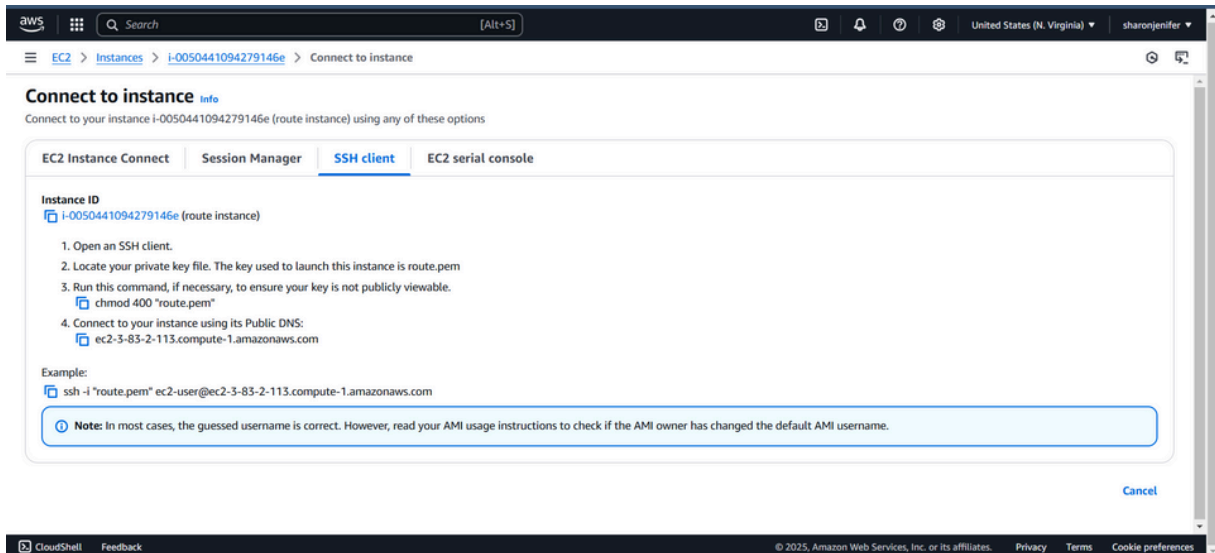 aws Search [Alt+S] United States (N. Virginia) sharonjenifer
EC2 > Instances > i-0050441094279146e > Connect to instance
Connect to instance Info
Connect to your instance i-0050441094279146e (route instance) using any of these options
EC2 Instance Connect Session Manager SSH client EC2 serial console
Instance ID
i-0050441094279146e (route instance)
1. Open an SSH client.
2. Locate your private key file. The key used to launch this instance is route.pem
3. Run this command, if necessary, to ensure your key is not publicly viewable.
chmod 400 "route.pem"
4. Connect to your instance using its Public DNS:
ec2-3-83-2-113.compute-1.amazonaws.com
Example:
ssh -i "route.pem" ec2-user@ec2-3-83-2-113.compute-1.amazonaws.com
Note: In most cases, the guessed username is correct. However, read your AMI usage instructions to check if the AMI owner has changed the default AMI username.
Cancel
CloudShell Feedback © 2025, Amazon Web Services, Inc. or its affiliates. Privacy Terms Cookie preferences